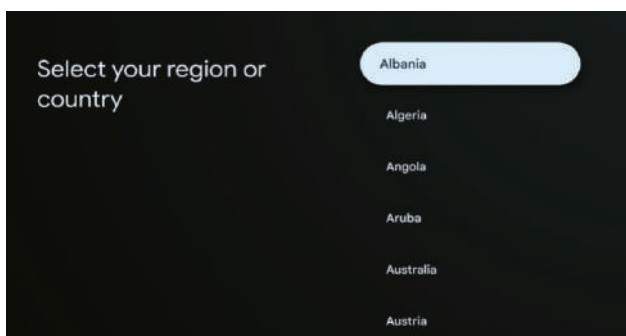 Select your region or
country
Albania
Algeria
Angola
Aruba
Australia
Austria